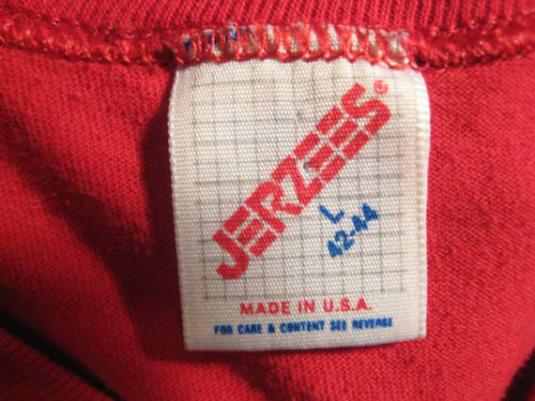 JERZEES®
L
42-44
MADE IN U.S.A.
FOR CARE & CONTENT SEE REVERSE